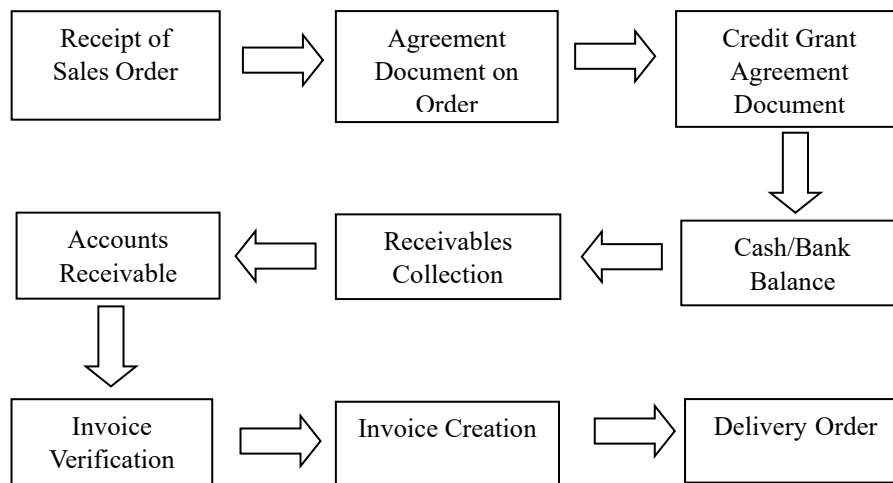 Receipt of
Sales Order
Agreement
Document on
Order
Credit Grant
Agreement
Document
Accounts
Receivable
Receivables
Collection
Cash/Bank
Balance
Invoice
Verification
Invoice Creation
Delivery Order